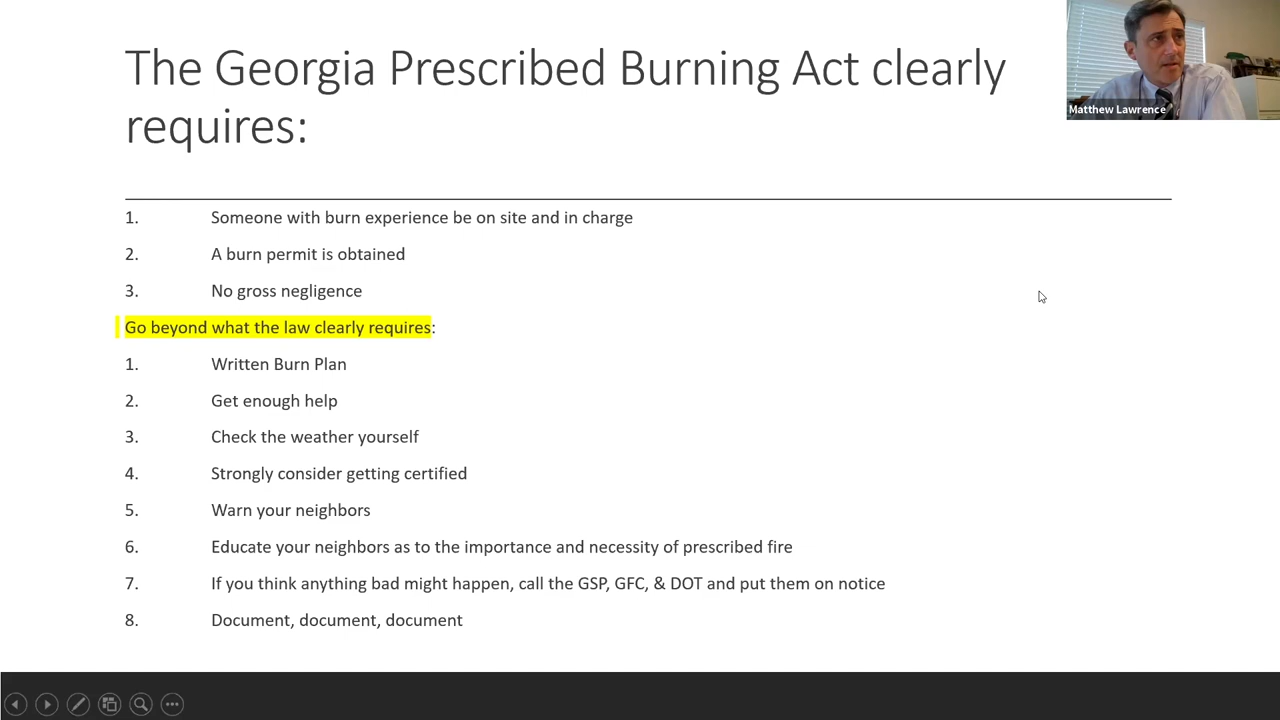 The Georgia Prescribed Burning Act clearly
requires:
Matthew Lawrence
1. Someone with burn experience be on site and in charge
2. A burn permit is obtained
3. No gross negligence
Go beyond what the law clearly requires:
1. Written Burn Plan
2. Get enough help
3. Check the weather yourself
4. Strongly consider getting certified
5. Warn your neighbors
6. Educate your neighbors as to the importance and necessity of prescribed fire
7. If you think anything bad might happen, call the GSP, GFC, & DOT and put them on notice
8. Document, document, document